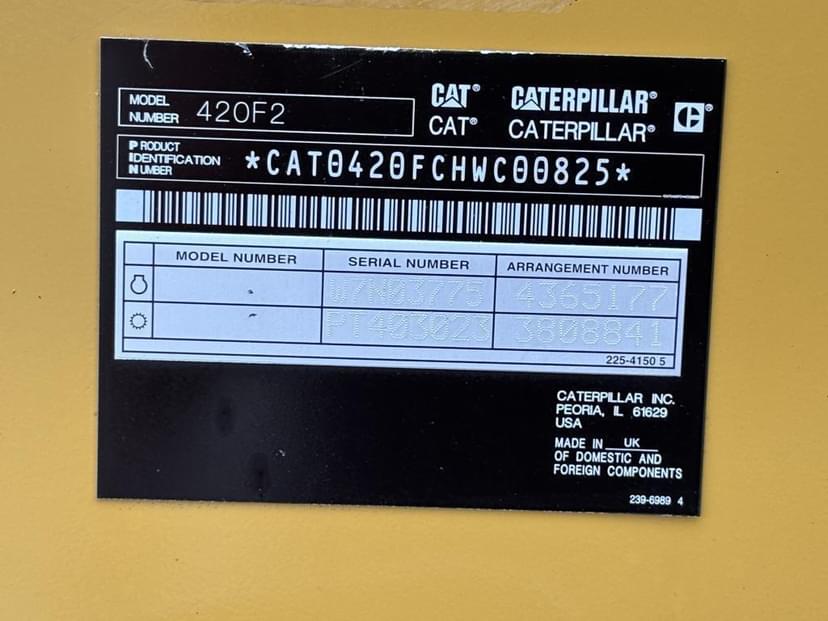 MODEL NUMBER 420F2
CAT® CATERPILLAR®
CAT® CATERPILLAR®
PRODUCT IDENTIFICATION NUMBER *CAT0420FCHWC00825*
MODEL NUMBER SERIAL NUMBER ARRANGEMENT NUMBER
W7N03775 4365177
PT403023 3808841
225-4150 5
CATERPILLAR INC.
PEORIA, IL 61629
USA
MADE IN UK
OF DOMESTIC AND
FOREIGN COMPONENTS
239-6989 4